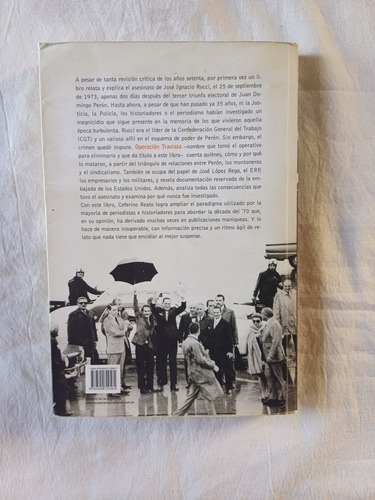 A pesar de tanta revisión crítica de los años setenta, por primera vez un li-
bro relata y explica el asesinato de José Ignacio Rucci, el 25 de septiembre
de 1973, apenas dos días después del tercer triunfo electoral de Juan Do-
mingo Perón. Hasta ahora, a pesar de que han pasado ya 35 años, ni la Jus-
ticia, la Policía, los historiadores o el periodismo habían investigado un
magnicidio que sigue presente en la memoria de los que vivieron aquella
época turbulenta. Rucci era el líder de la Confederación General del Trabajo
(CGT) y un valioso alfil en el esquema de poder de Perón. Sin embargo, el
crimen quedó impune. Operación Traviata —nombre que tomó el operativo
para eliminarlo y que da título a este libro— cuenta quiénes, cómo y por qué
lo mataron, a partir del triángulo de relaciones entre Perón, los montoneros
y el sindicalismo. También se ocupa del papel de José López Rega, el ERP,
los empresarios y los militares, y revela documentación reservada de la em-
bajada de los Estados Unidos. Además, analiza todas las consecuencias que
tuvo el asesinato y examina por qué nunca fue investigado.
Con este libro, Ceferino Reato logra ampliar el paradigma utilizado por la
mayoría de periodistas e historiadores para abordar la década del '70 que,
en su opinión, ha derivado muchas veces en publicaciones maniqueas. Y lo
hace de manera insuperable, con información precisa y un ritmo ágil de re-
lato que nada tiene que envidiar al mejor suspense.